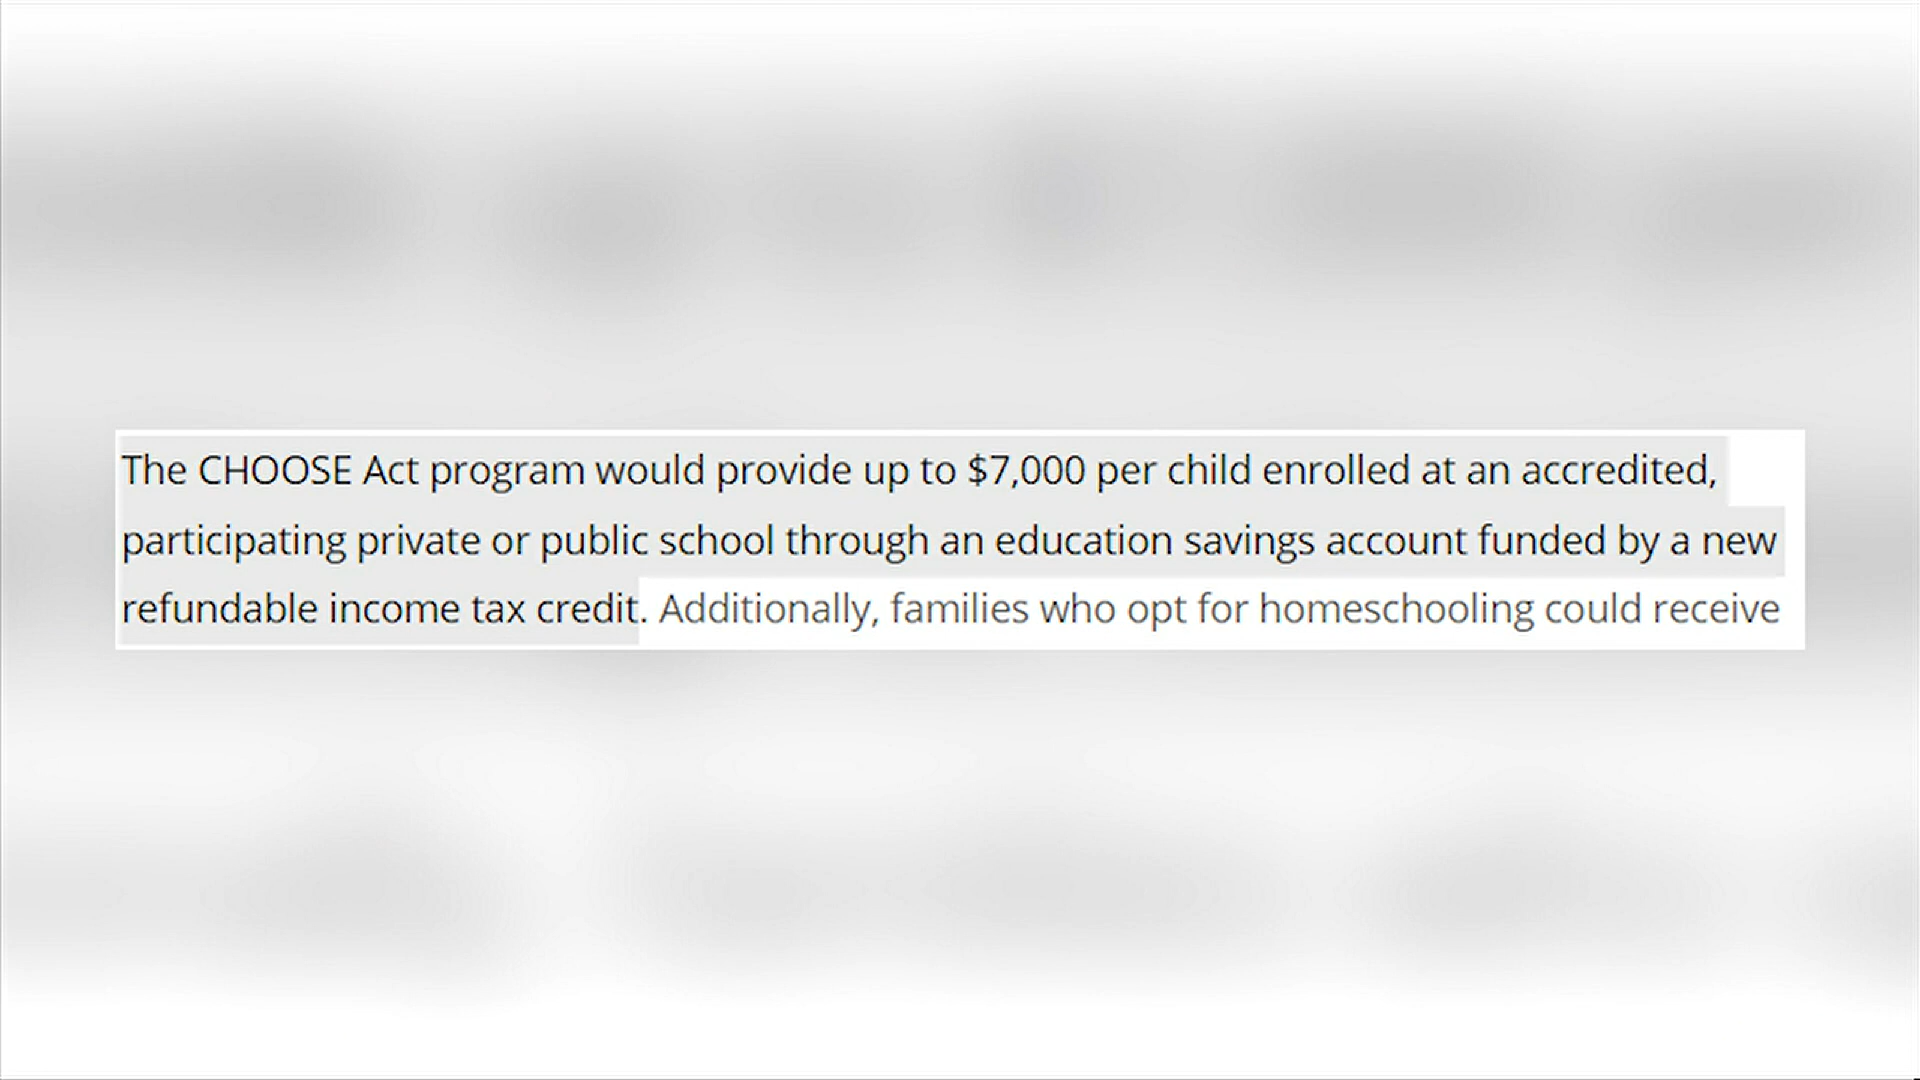 The CHOOSE Act program would provide up to $7,000 per child enrolled at an accredited,
participating private or public school through an education savings account funded by a new
refundable income tax credit. Additionally, families who opt for homeschooling could receive